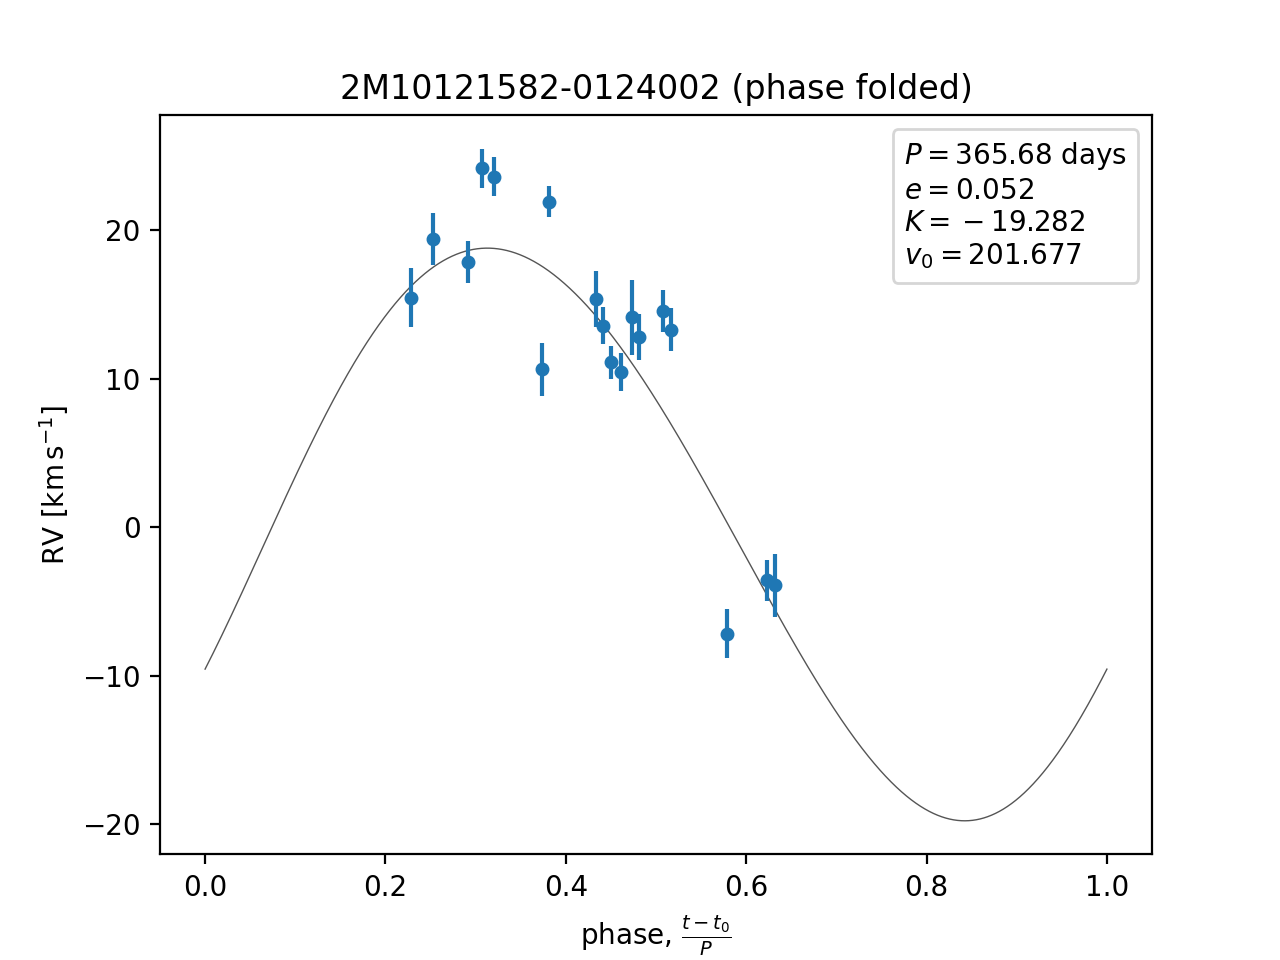 2M10121582-0124002 (phase folded)
P = 365.68 days
e = 0.052
K = −19.282
v₀ = 201.677
RV [km s⁻¹]
20
10
0
−10
−20
0.0 0.2 0.4 0.6 0.8 1.0
phase, (t − t₀)/P